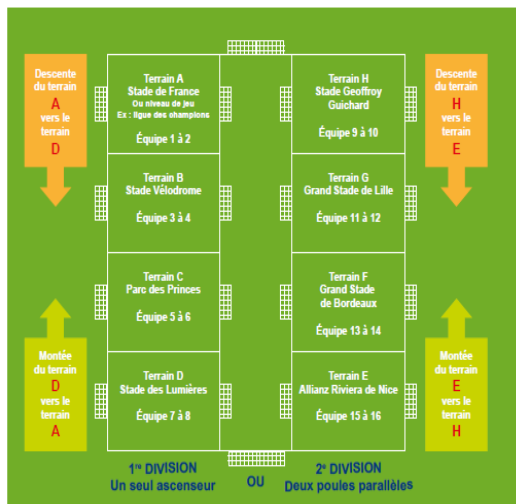 Descente
du terrain
A
vers le
terrain
D
Terrain A
Stade de France
Ou niveau de jeu
Ex : ligue des champions
Équipe 1 à 2
Terrain H
Stade Geoffroy
Guichard
Équipe 9 à 10
Descente
du terrain
H
vers le
terrain
E
Terrain B
Stade Vélodrome
Équipe 3 à 4
Terrain G
Grand Stade de Lille
Équipe 11 à 12
Terrain C
Parc des Princes
Équipe 5 à 6
Terrain F
Grand Stade
de Bordeaux
Équipe 13 à 14
Montée
du terrain
D
vers le
terrain
A
Terrain D
Stade des Lumières
Équipe 7 à 8
Terrain E
Allianz Riviera de Nice
Équipe 15 à 16
Montée
du terrain
E
vers le
terrain
H
1re DIVISION
Un seul ascenseur
OU
2e DIVISION
Deux poules parallèles